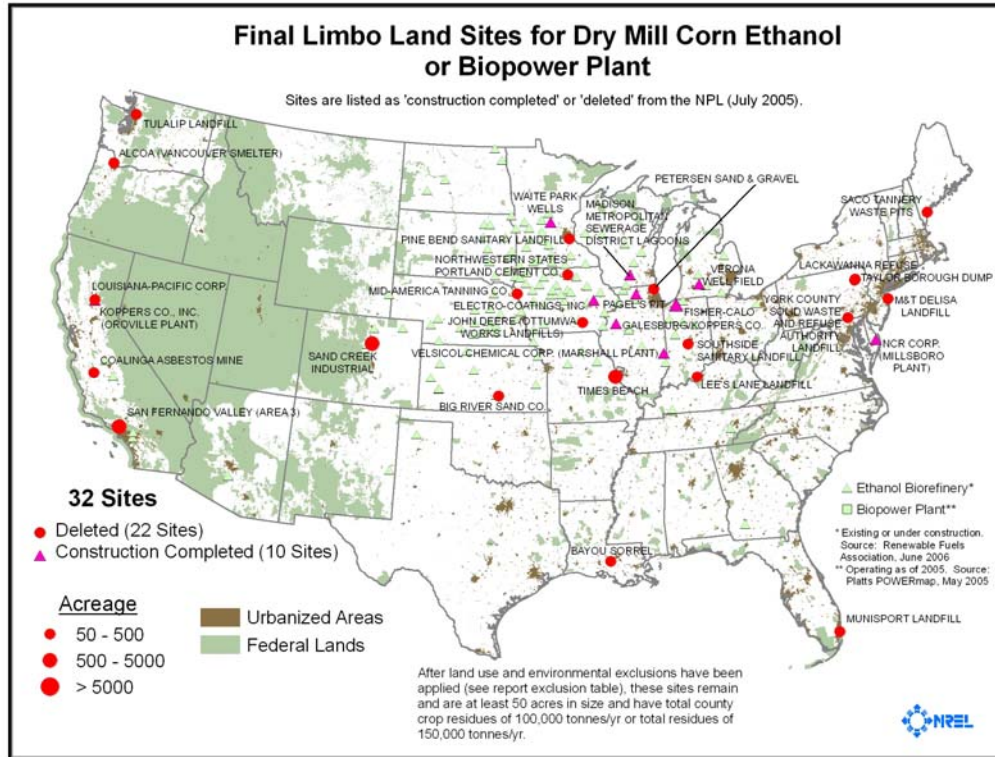 Final Limbo Land Sites for Dry Mill Corn Ethanol
or Biopower Plant
Sites are listed as 'construction completed' or 'deleted' from the NPL (July 2005).
TULALIP LANDFILL
ALCOA (VANCOUVER SMELTER)
PETERSEN SAND & GRAVEL
WAITE PARK
WELLS
MADISON
METROPOLITAN
SEWERAGE
DISTRICT LAGOONS
SACO TANNERY
WASTE PITS
PINE BEND SANITARY LANDFILL
NORTHWESTERN STATES
PORTLAND CEMENT CO.
VERONA
WELL FIELD
LACKAWANNA REFUSE
TAYLOR BOROUGH DUMP
LOUISIANA-PACIFIC CORP.
MID-AMERICA TANNING CO.
ELECTRO-COATINGS, INC.
PAGEL'S PIT
FISHER-CALO
YORK COUNTY
SOLID WASTE
AND REFUSE
AUTHORITY
LANDFILL
M&T DELISA
LANDFILL
KOPPERS CO., INC.
(OROVILLE PLANT)
JOHN DEERE (OTTUMWA
WORKS LANDFILLS)
GALESBURG/KOPPERS CO
NCR CORP.
(MILLSBORO
PLANT)
COALINGA ASBESTOS MINE
SAND CREEK
INDUSTRIAL
VELSICOL CHEMICAL CORP. (MARSHALL PLANT)
SOUTHSIDE
SANITARY LANDFILL
TIMES BEACH
LEE'S LANE LANDFILL
BIG RIVER SAND CO.
SAN FERNANDO VALLEY (AREA 3)
BAYOU SORREL
MUNISPORT LANDFILL
32 Sites
Deleted (22 Sites)
Construction Completed (10 Sites)
Acreage
50 - 500
500 - 5000
> 5000
Urbanized Areas
Federal Lands
Ethanol Biorefinery*
Biopower Plant**
* Existing or under construction.
Source: Renewable Fuels
Association, June 2006
** Operating as of 2005. Source:
Platts POWERmap, May 2005
After land use and environmental exclusions have been
applied (see report exclusion table), these sites remain
and are at least 50 acres in size and have total county
crop residues of 100,000 tonnes/yr or total residues of
150,000 tonnes/yr.
NREL